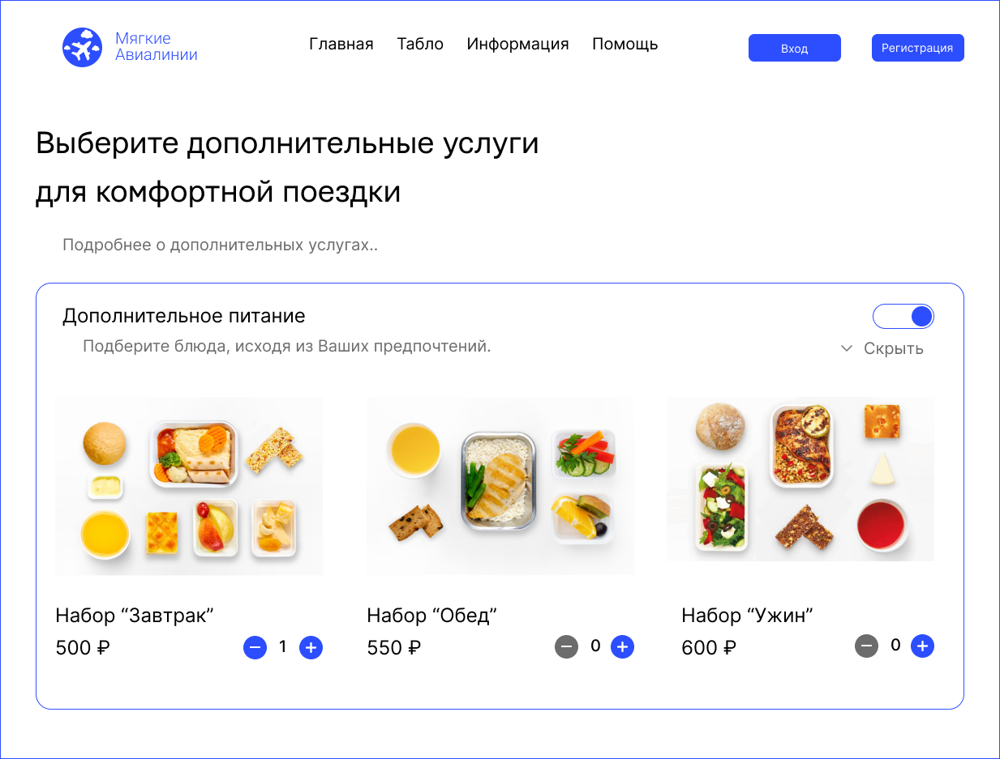 Мягкие
Авиалинии
Главная Табло Информация Помощь
Вход
Регистрация
Выберите дополнительные услуги
для комфортной поездки
Подробнее о дополнительных услугах..
Дополнительное питание
Подберите блюда, исходя из Ваших предпочтений.
Скрыть
Набор “Завтрак”
500 ₽
1
Набор “Обед”
550 ₽
0
Набор “Ужин”
600 ₽
0